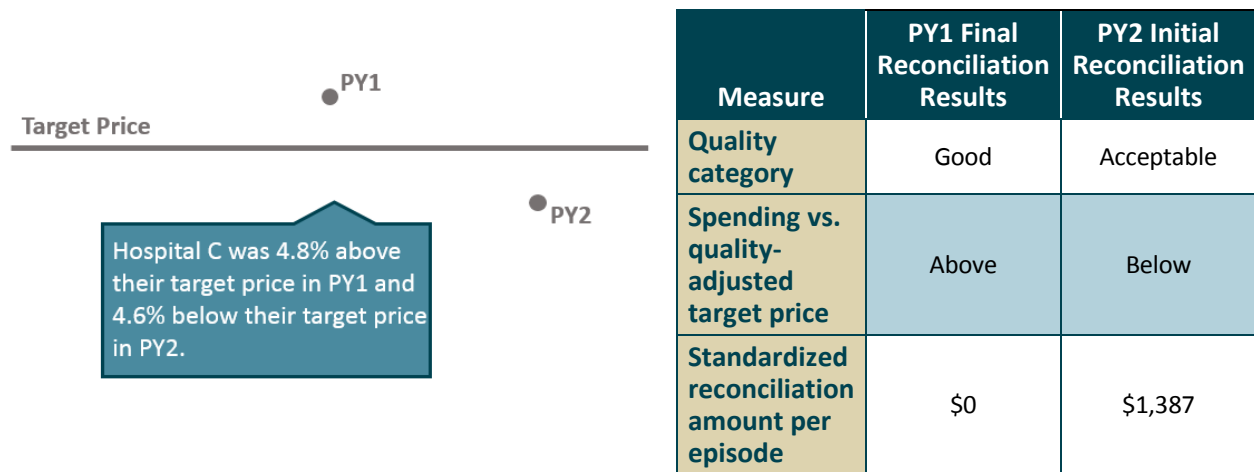 PY1
Target Price
PY2
Hospital C was 4.8% above
their target price in PY1 and
4.6% below their target price
in PY2.
Measure
PY1 Final
Reconciliation
Results
PY2 Initial
Reconciliation
Results
Quality
category
Good
Acceptable
Spending vs.
quality-
adjusted
target price
Above
Below
Standardized
reconciliation
amount per
episode
$0
$1,387